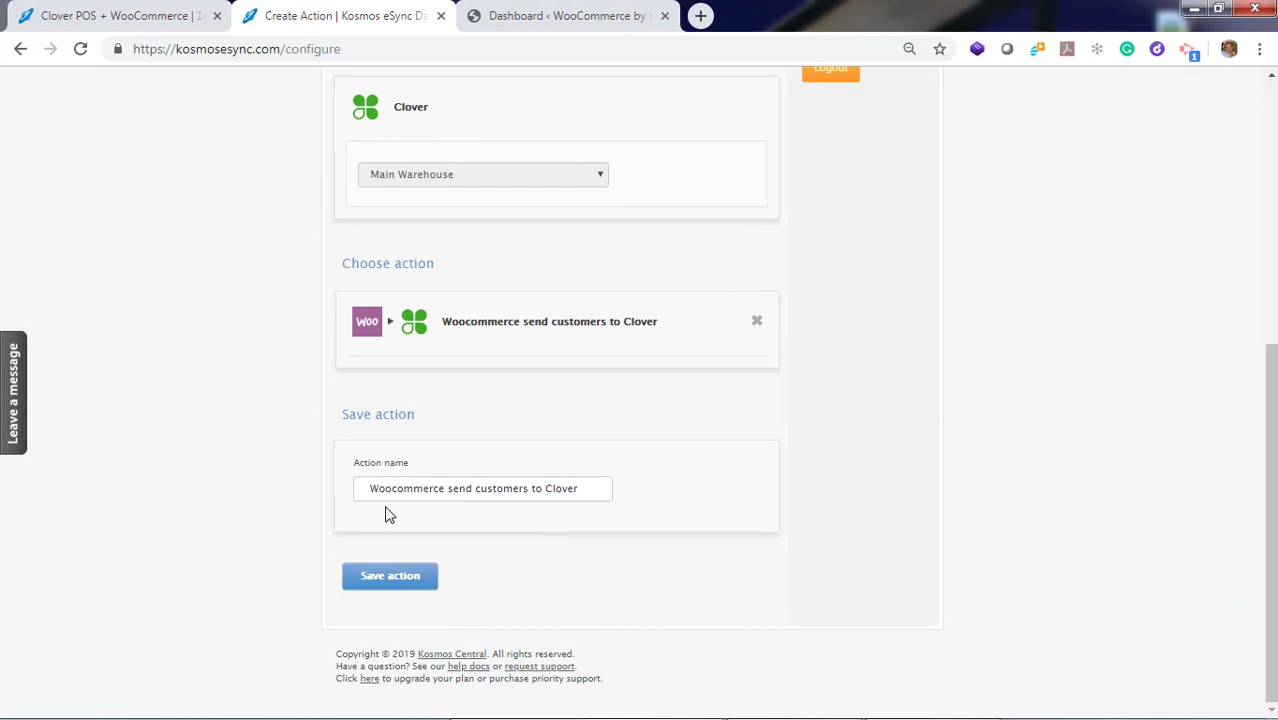 Clover POS + WooCommerce | 1
Create Action | Kosmos eSync Da
Dashboard ‹ WooCommerce by K
https://kosmosesync.com/configure
1
Logout
Clover
Main Warehouse
Choose action
Woo
Woocommerce send customers to Clover
Save action
Action name
Woocommerce send customers to Clover
Save action
Leave a message
Copyright © 2019 Kosmos Central. All rights reserved.
Have a question? See our help docs or request support.
Click here to upgrade your plan or purchase priority support.